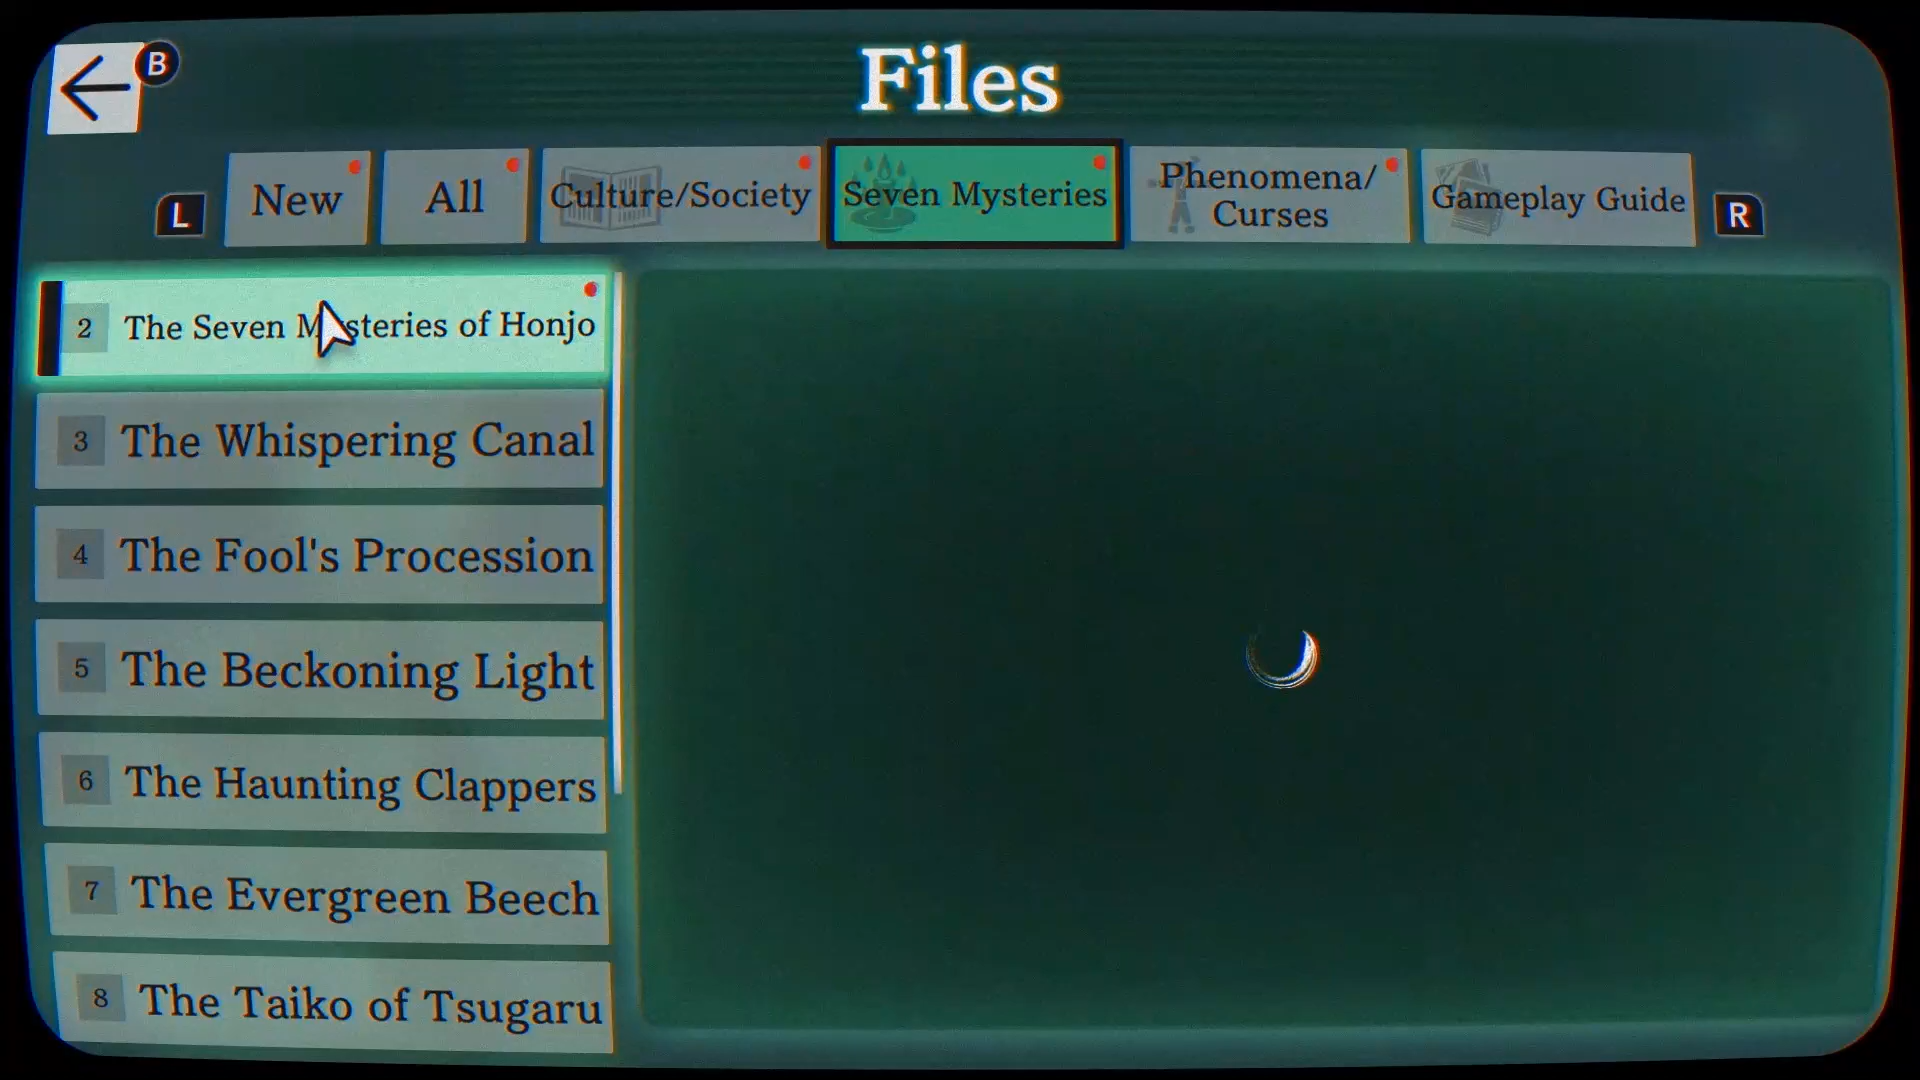 B
Files
L
New
All
Culture/Society
Seven Mysteries
Phenomena/
Curses
Gameplay Guide
R
2 The Seven Mysteries of Honjo
3 The Whispering Canal
4 The Fool's Procession
5 The Beckoning Light
6 The Haunting Clappers
7 The Evergreen Beech
8 The Taiko of Tsugaru